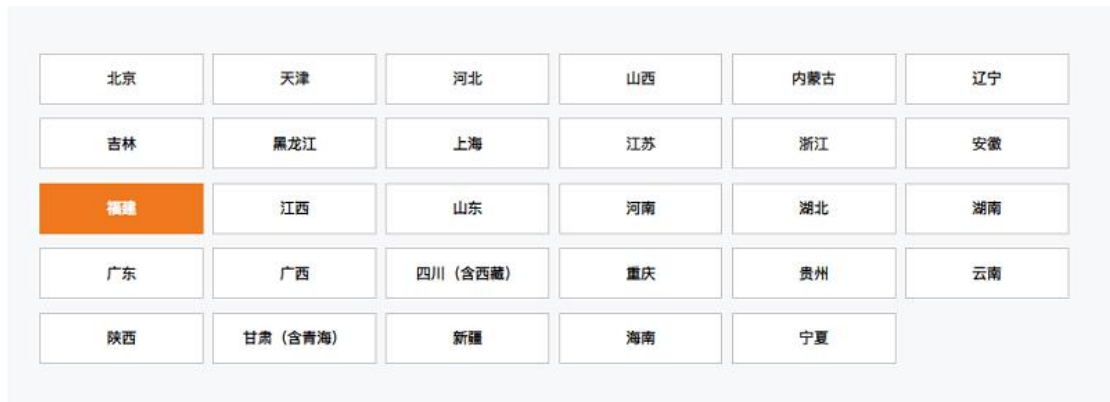 北京 天津 河北 山西 内蒙古 辽宁
吉林 黑龙江 上海 江苏 浙江 安徽
福建 江西 山东 河南 湖北 湖南
广东 广西 四川（含西藏） 重庆 贵州 云南
陕西 甘肃（含青海） 新疆 海南 宁夏